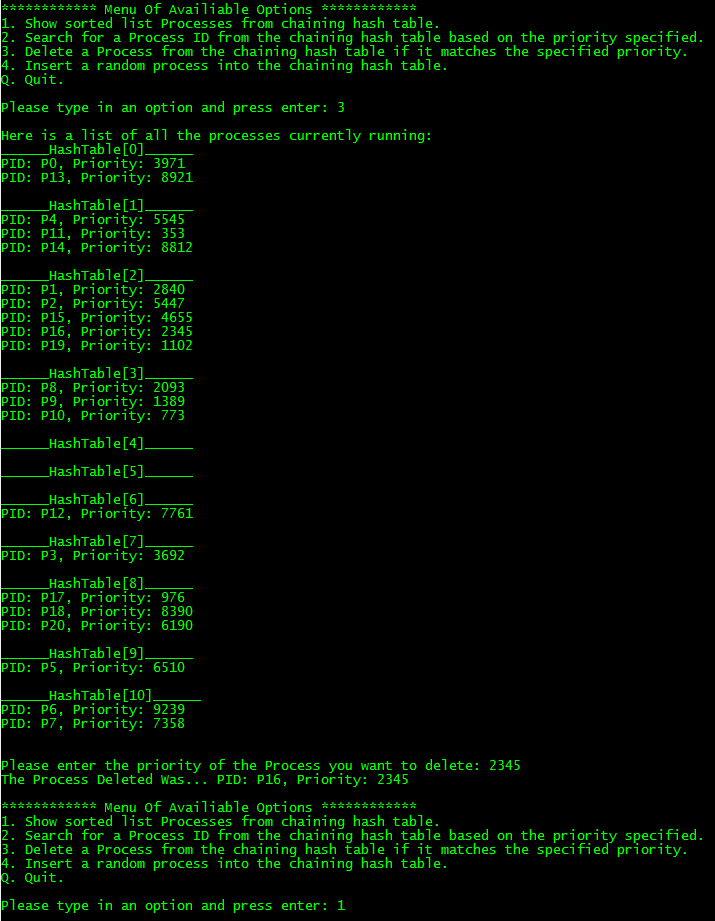 ************ Menu Of Availiable Options ************
1. Show sorted list Processes from chaining hash table.
2. Search for a Process ID from the chaining hash table based on the priority specified.
3. Delete a Process from the chaining hash table if it matches the specified priority.
4. Insert a random process into the chaining hash table.
Q. Quit.
Please type in an option and press enter: 3
Here is a list of all the processes currently running:
______HashTable[0]______
PID: P0, Priority: 3971
PID: P13, Priority: 8921
______HashTable[1]______
PID: P4, Priority: 5545
PID: P11, Priority: 353
PID: P14, Priority: 8812
______HashTable[2]______
PID: P1, Priority: 2840
PID: P2, Priority: 5447
PID: P15, Priority: 4655
PID: P16, Priority: 2345
PID: P19, Priority: 1102
______HashTable[3]______
PID: P8, Priority: 2093
PID: P9, Priority: 1389
PID: P10, Priority: 773
______HashTable[4]______
______HashTable[5]______
______HashTable[6]______
PID: P12, Priority: 7761
______HashTable[7]______
PID: P3, Priority: 3692
______HashTable[8]______
PID: P17, Priority: 976
PID: P18, Priority: 8390
PID: P20, Priority: 6190
______HashTable[9]______
PID: P5, Priority: 6510
______HashTable[10]______
PID: P6, Priority: 9239
PID: P7, Priority: 7358
Please enter the priority of the Process you want to delete: 2345
The Process Deleted Was... PID: P16, Priority: 2345
************ Menu Of Availiable Options ************
1. Show sorted list Processes from chaining hash table.
2. Search for a Process ID from the chaining hash table based on the priority specified.
3. Delete a Process from the chaining hash table if it matches the specified priority.
4. Insert a random process into the chaining hash table.
Q. Quit.
Please type in an option and press enter: 1